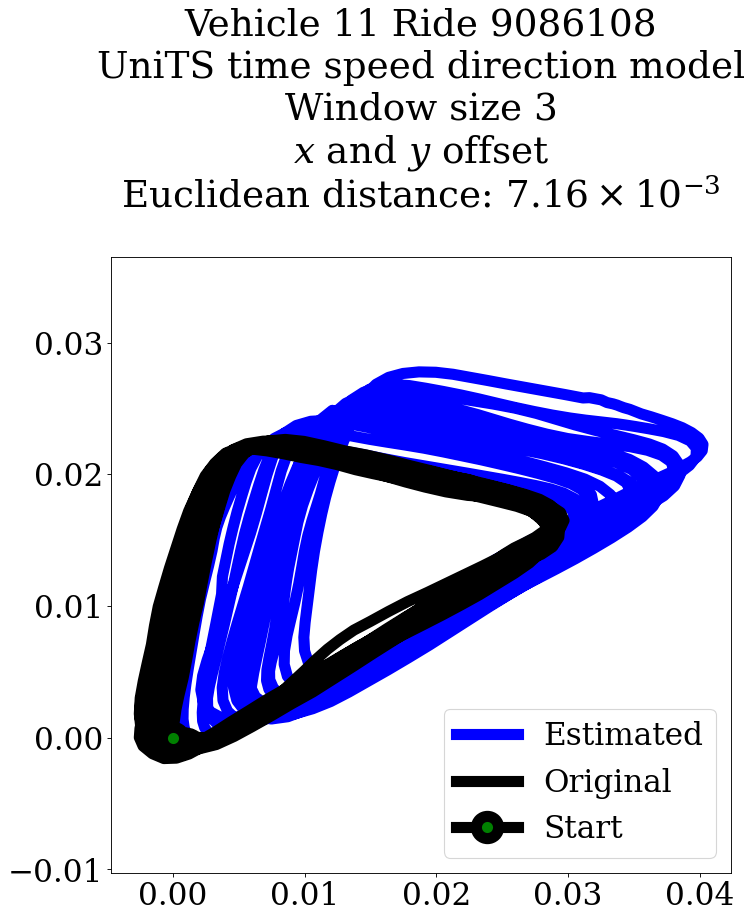 Vehicle 11 Ride 9086108
UniTS time speed direction model
Window size 3
x and y offset
Euclidean distance: 7.16 × 10⁻³
0.03
0.02
0.01
0.00
−0.01
Estimated
Original
Start
0.00 0.01 0.02 0.03 0.04